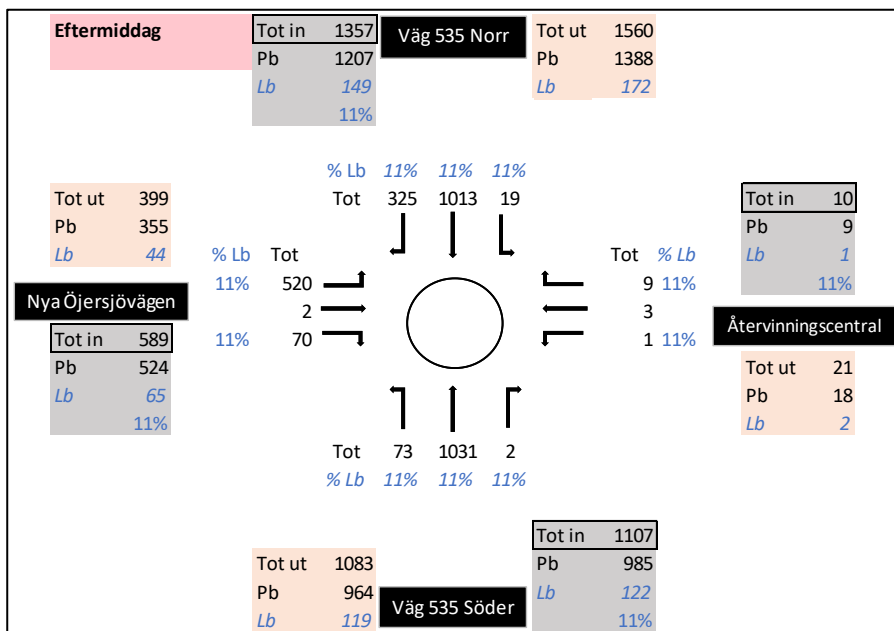 Eftermiddag Tot in 1357 Väg 535 Norr Tot ut 1560
Pb 1207 Pb 1388
Lb 149 Lb 172
11%
% Lb 11% 11% 11%
Tot 325 1013 19
Tot ut 399
Pb 355
Lb 44
Tot in 10
Pb 9
Lb 1
11%
% Lb Tot
11% 520
2
11% 70
Tot % Lb
9 11%
3
1 11%
Nya Öjersjövägen
Tot in 589
Pb 524
Lb 65
11%
Återvinningscentral
Tot ut 21
Pb 18
Lb 2
Tot 73 1031 2
% Lb 11% 11% 11%
Tot ut 1083
Pb 964
Lb 119
Väg 535 Söder
Tot in 1107
Pb 985
Lb 122
11%